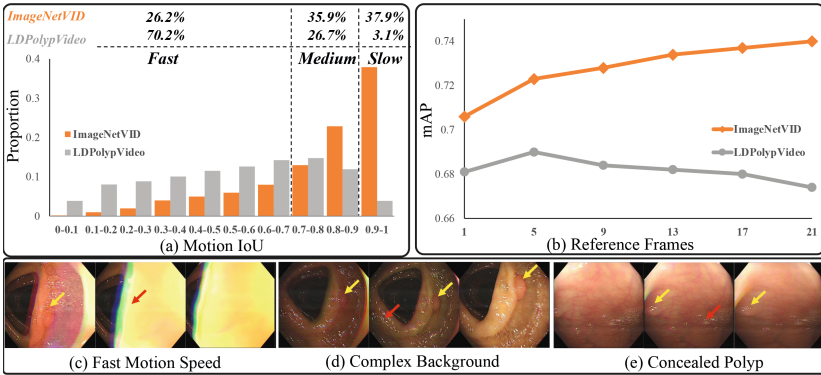 ImageNetVID 26.2% 35.9% 37.9%
LDPolypVideo 70.2% 26.7% 3.1%
Fast Medium Slow
0.4
0.3
0.2
0.1
0
Proportion
ImageNetVID
LDPolypVideo
0-0.1 0.1-0.2 0.2-0.3 0.3-0.4 0.4-0.5 0.5-0.6 0.6-0.7 0.7-0.8 0.8-0.9 0.9-1
(a) Motion IoU
0.74
0.72
0.7
0.68
0.66
mAP
ImageNetVID
LDPolypVideo
1 5 9 13 17 21
(b) Reference Frames
(c) Fast Motion Speed
(d) Complex Background
(e) Concealed Polyp